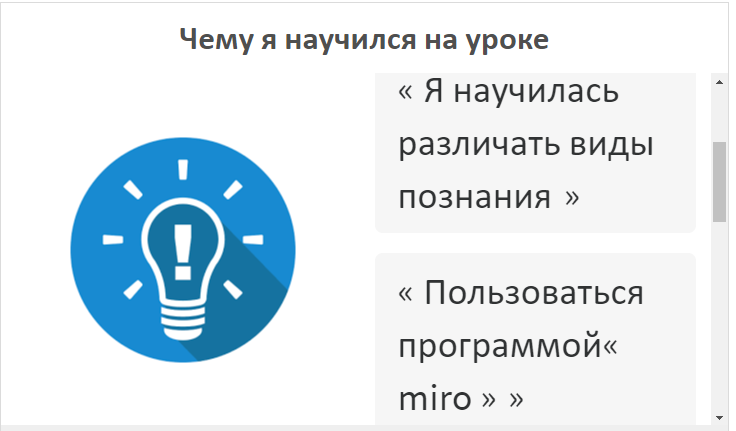 Чему я научился на уроке
« Я научилась
различать виды
познания »
« Пользоваться
программой«
miro » »